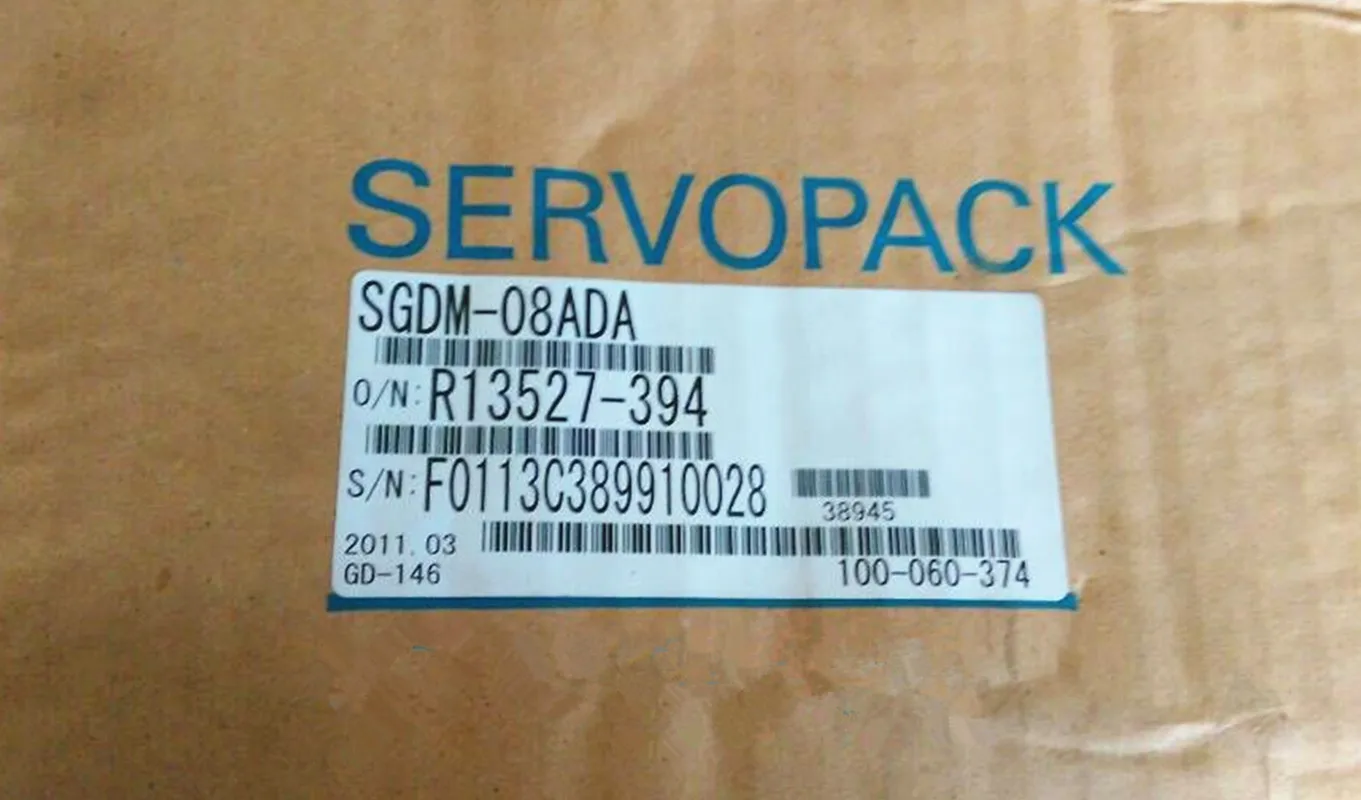 SERVOPACK
SGDM-08ADA
O/N:R13527-394
S/N:F0113C389910028
38945
2011.03
GD-146
100-060-374